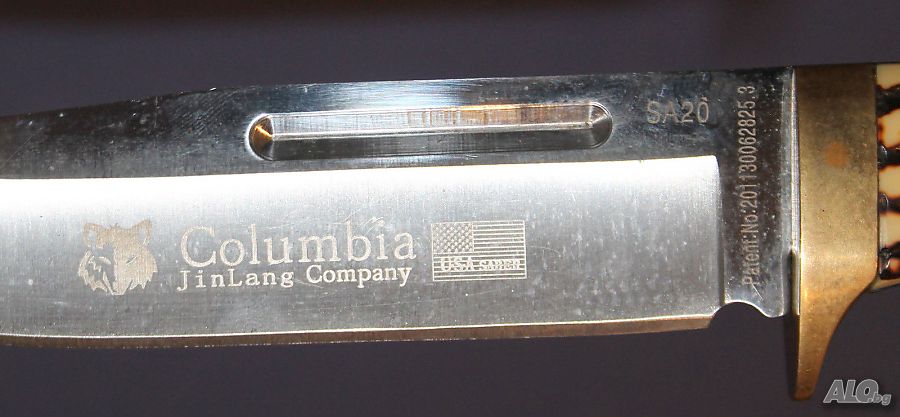 SA20
Patent.No:201130062825.3
Columbia
JinLang Company
USA SABER
ALO.bg